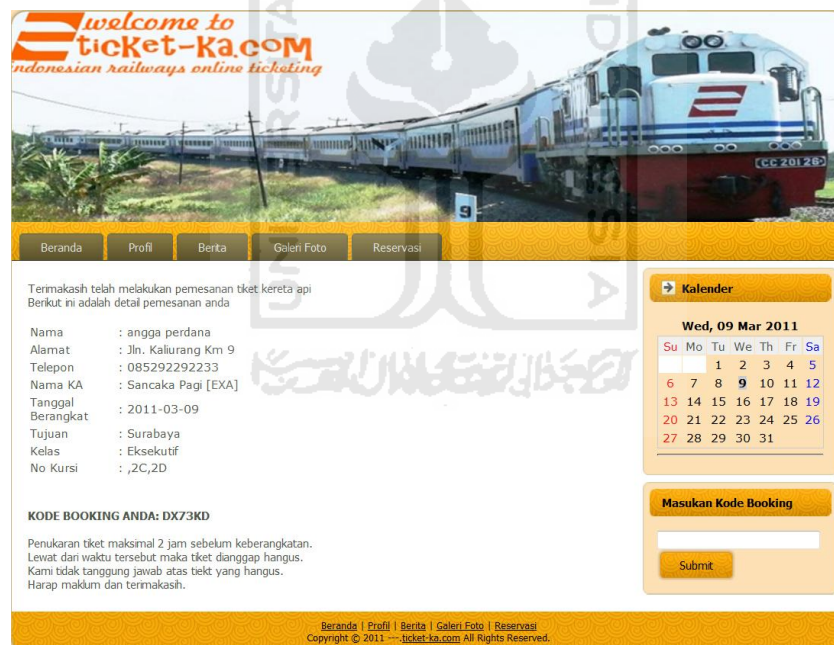 welcome to
eticket-Ka.com
indonesian railways online ticketing
CC 201 26
9
Beranda Profil Berita Galeri Foto Reservasi
Terimakasih telah melakukan pemesanan tiket kereta api
Berikut ini adalah detail pemesanan anda
Nama : angga perdana
Alamat : Jln. Kaliurang Km 9
Telepon : 085292292233
Nama KA : Sancaka Pagi [EXA]
Tanggal
Berangkat : 2011-03-09
Tujuan : Surabaya
Kelas : Eksekutif
No Kursi : ,2C,2D
KODE BOOKING ANDA: DX73KD
Penukaran tiket maksimal 2 jam sebelum keberangkatan.
Lewat dari waktu tersebut maka tiket dianggap hangus.
Kami tidak tanggung jawab atas tiekt yang hangus.
Harap maklum dan terimakasih.
Kalender
Wed, 09 Mar 2011
Su Mo Tu We Th Fr Sa
1 2 3 4 5
6 7 8 9 10 11 12
13 14 15 16 17 18 19
20 21 22 23 24 25 26
27 28 29 30 31
Masukan Kode Booking
Submit
Beranda | Profil | Berita | Galeri Foto | Reservasi
Copyright © 2011 ---.ticket-ka.com All Rights Reserved.